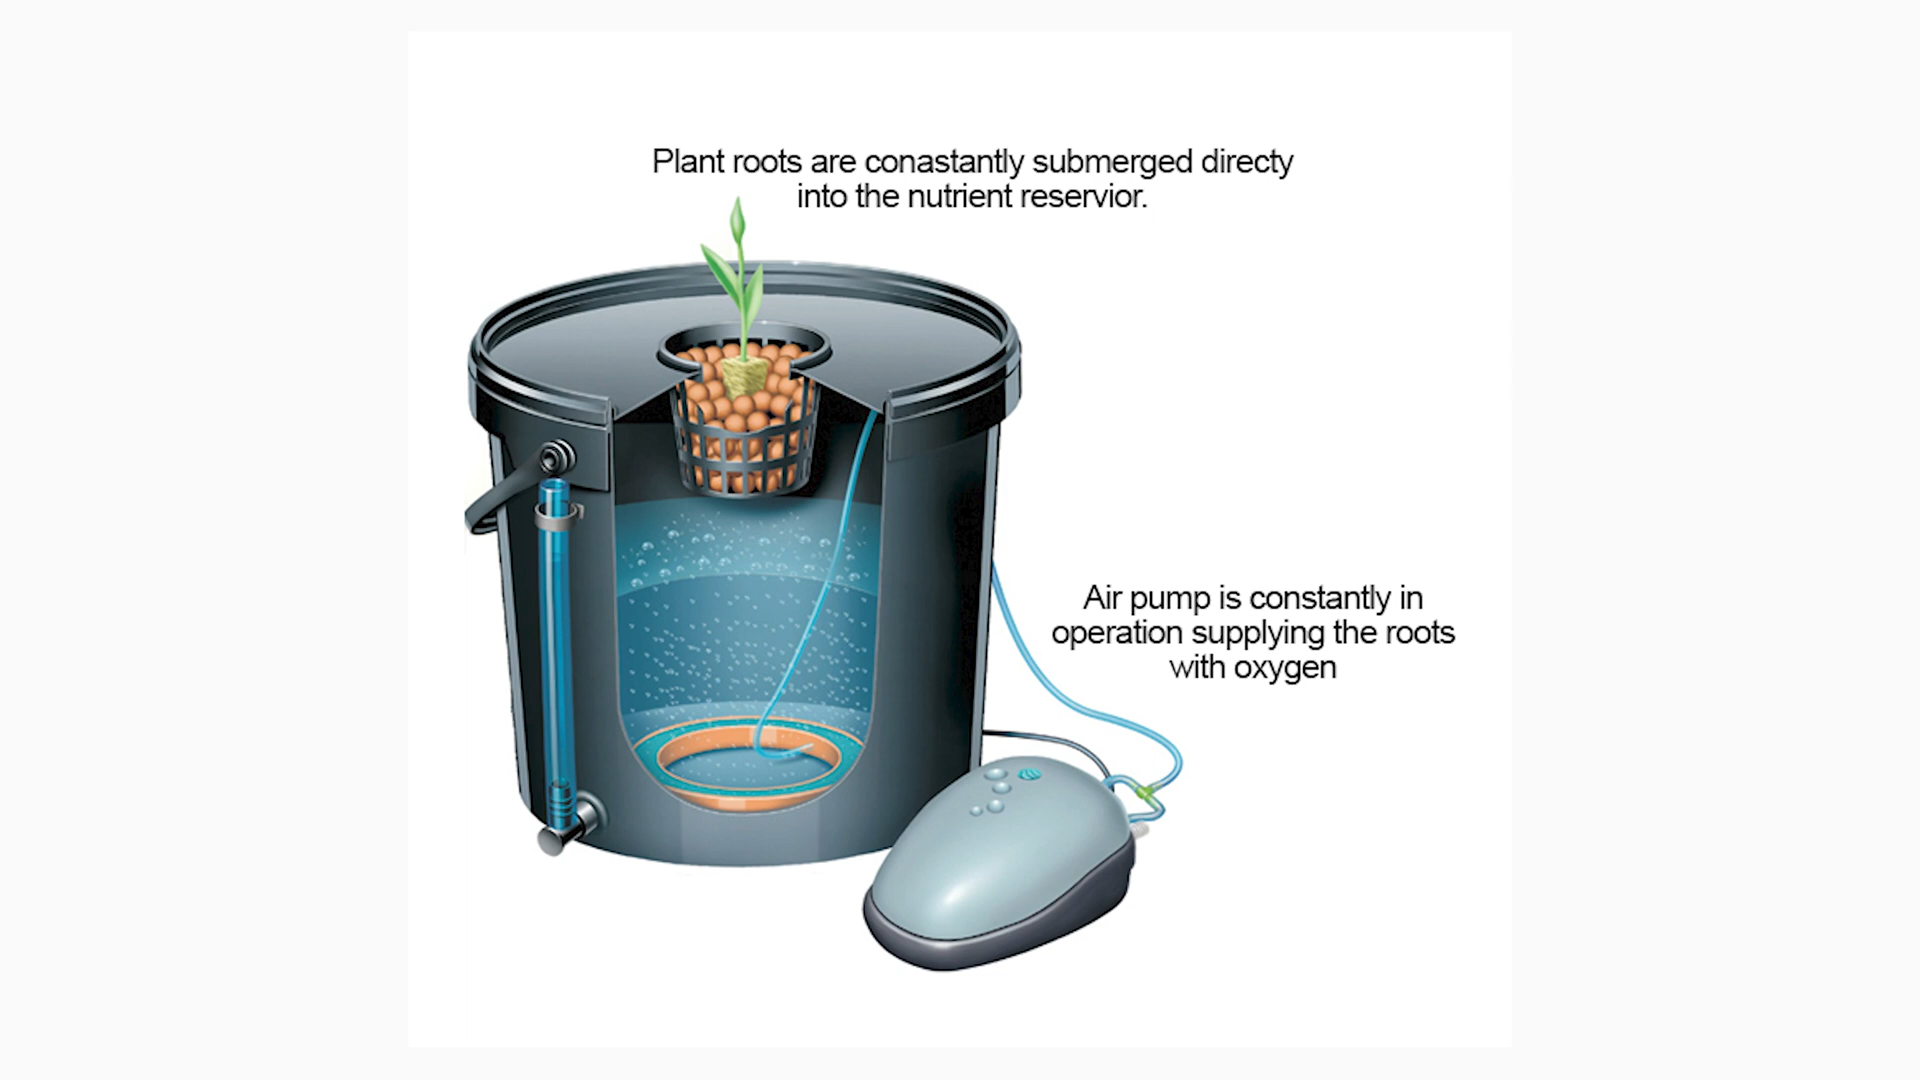 Plant roots are conastantly submerged directy
into the nutrient reservior.
Air pump is constantly in
operation supplying the roots
with oxygen